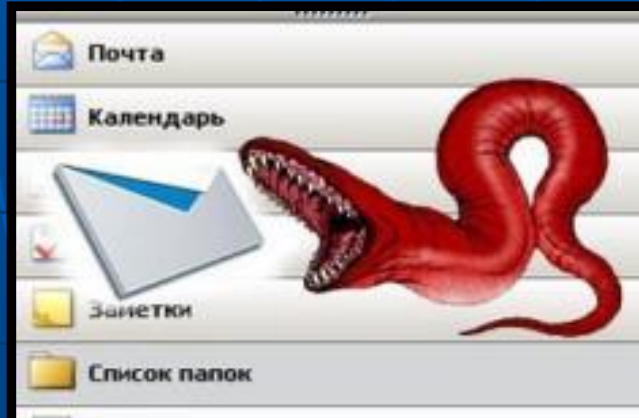 Почта
Календарь
Заметки
Список папок